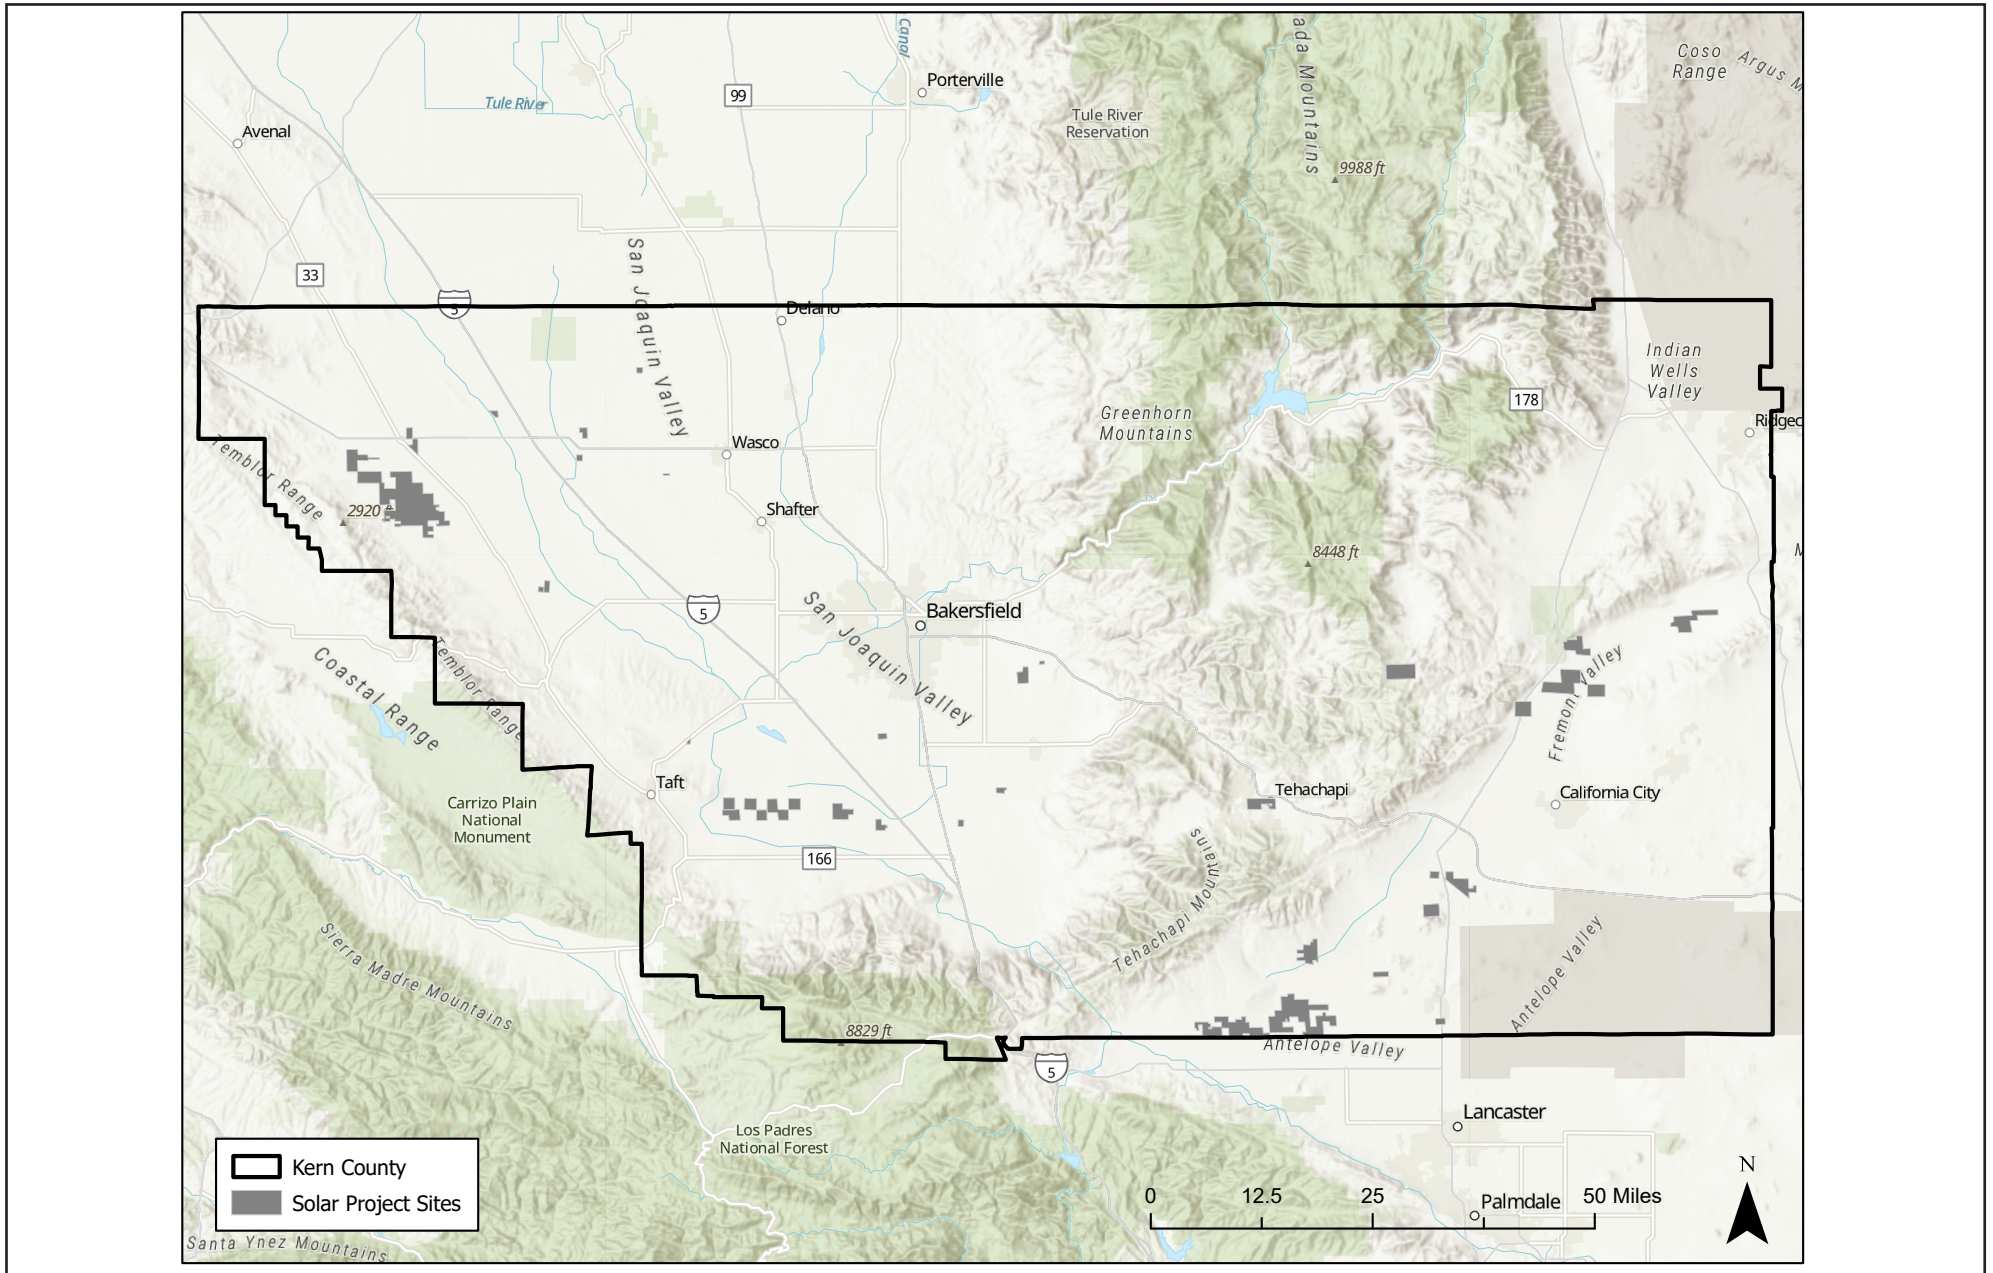 Canal
ada Mountains
Coso
Range
Argus M
Porterville
99
Tule River
Tule River
Reservation
Avenal
9988 ft
San Joaquin Valley
33
5
Delano
Indian
Wells
Valley
178
Greenhorn
Mountains
Ridgec
Wasco
Temblor Range
2920 ft
Shafter
8448 ft
M
San Joaquin Valley
5
Bakersfield
Coastal Range
Temblor Range
Fremont Valley
Taft
Tehachapi
California City
Carrizo Plain
National
Monument
166
Tehachapi Mountains
Sierra Madre Mountains
Antelope Valley
8829 ft
Antelope Valley
5
Lancaster
Los Padres
National Forest
Kern County
Solar Project Sites
N
0 12.5 25 50 Miles
Palmdale
Santa Ynez Mountains